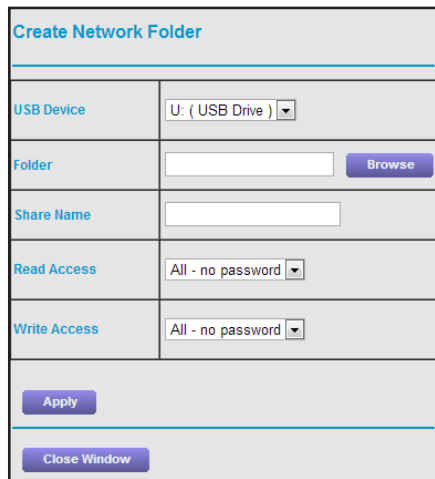 Create Network Folder
USB Device
U: ( USB Drive )
Folder
Browse
Share Name
Read Access
All - no password
Write Access
All - no password
Apply
Close Window